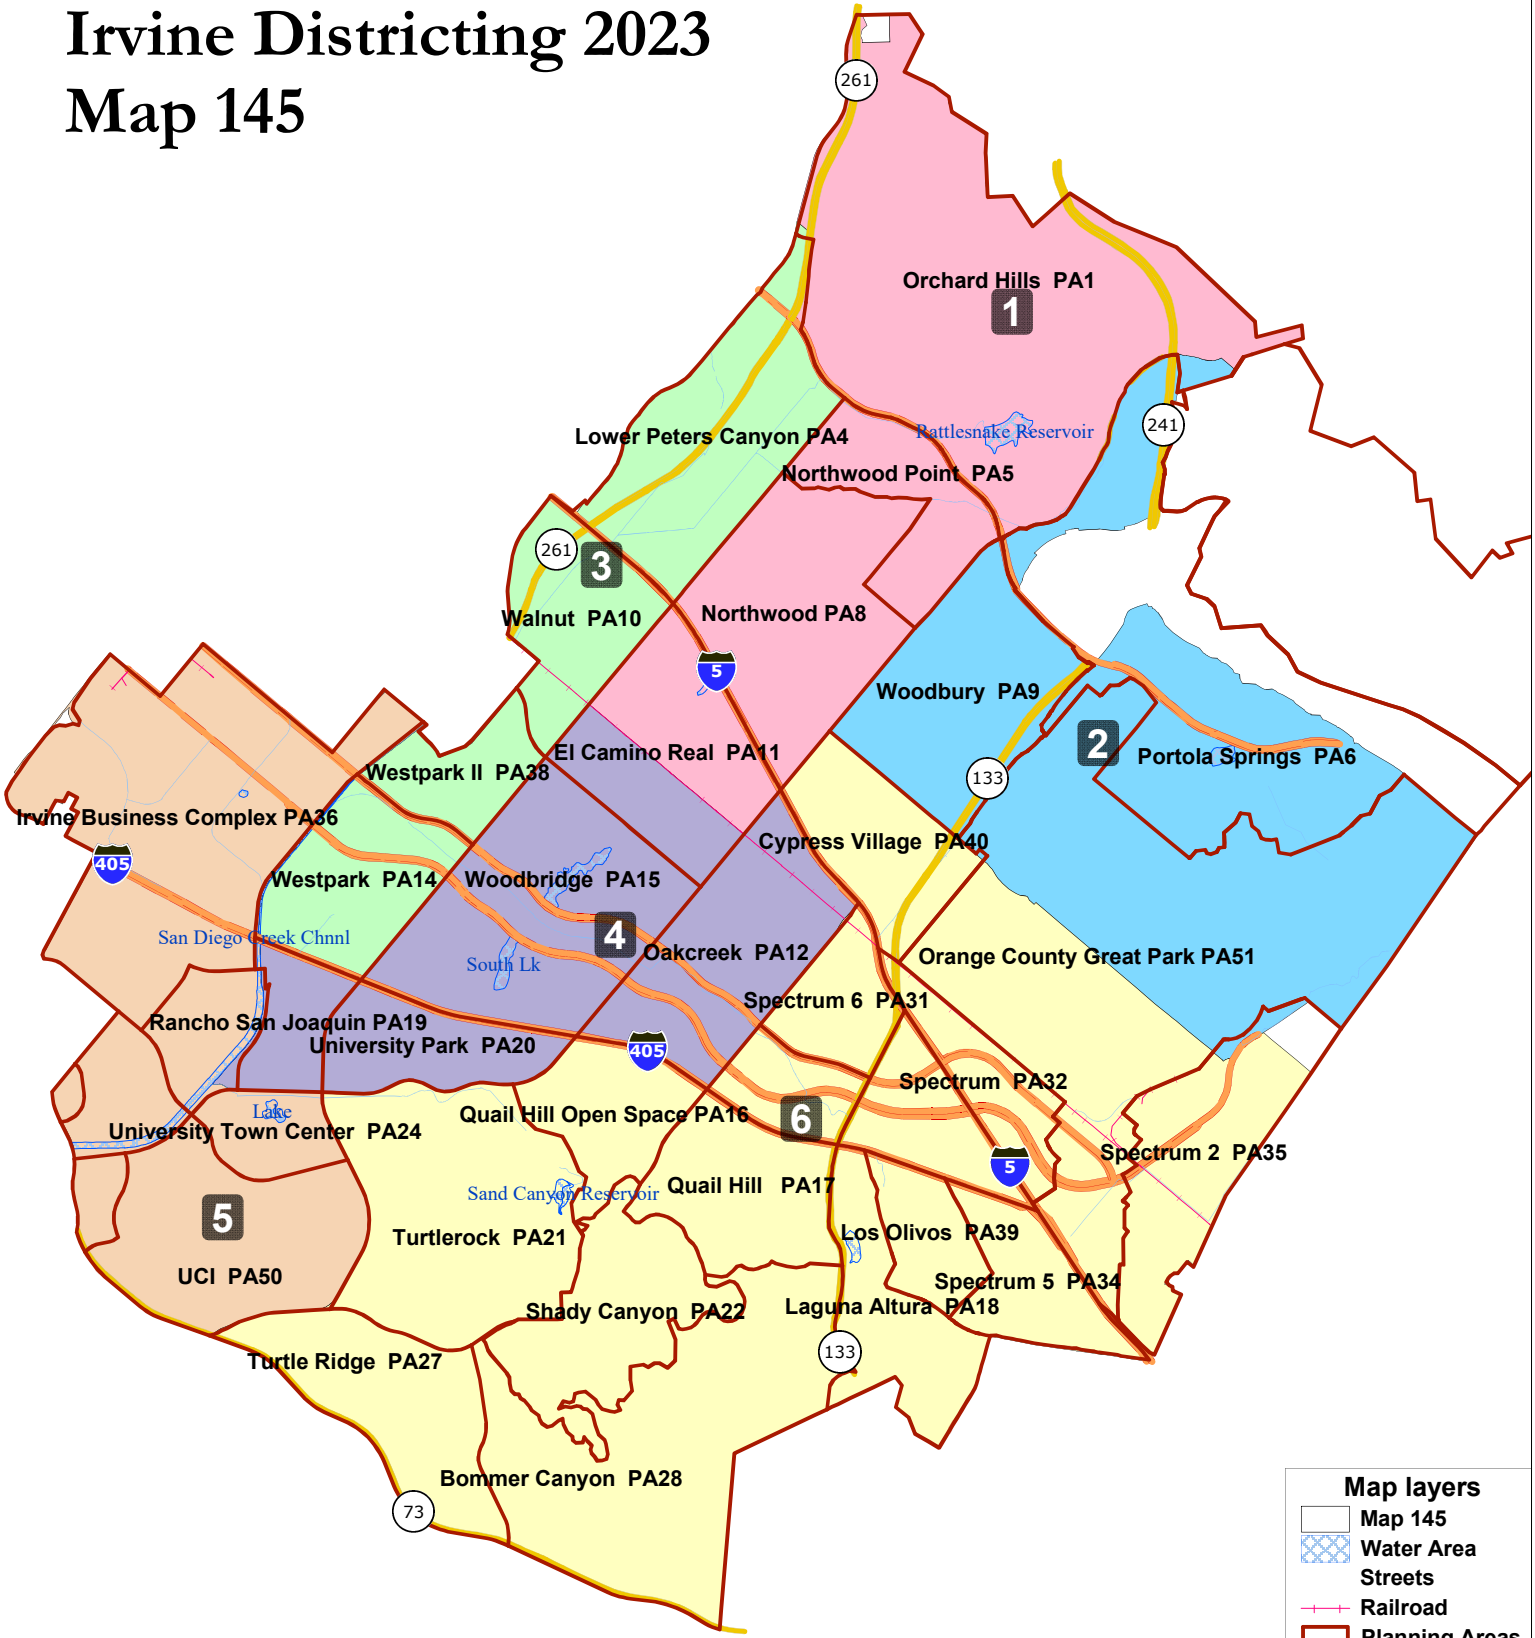 Irvine Districting 2023
Map 145
261
Orchard Hills  PA1
1
241
Rattlesnake Reservoir
Lower Peters Canyon PA4
Northwood Point  PA5
261
3
Walnut  PA10
Northwood PA8
5
Woodbury  PA9
2
Portola Springs  PA6
El Camino Real  PA11
Westpark II  PA38
133
Irvine Business Complex PA36
405
Cypress Village  PA40
Westpark  PA14
Woodbridge  PA15
San Diego Creek Chnnl
4
Oakcreek  PA12
South Lk
Orange County Great Park PA51
Spectrum 6  PA31
Rancho San Joaquin PA19
University Park  PA20
405
Spectrum  PA32
Lake
Quail Hill Open Space PA16
6
University Town Center  PA24
Spectrum 2  PA35
5
Sand Canyon Reservoir
Quail Hill   PA17
5
Turtlerock  PA21
Los Olivos  PA39
UCI  PA50
Spectrum 5  PA34
Shady Canyon  PA22
Laguna Altura  PA18
133
Turtle Ridge  PA27
Bommer Canyon  PA28
73
Map layers
Map 145
Water Area
Streets
Railroad
Planning Areas